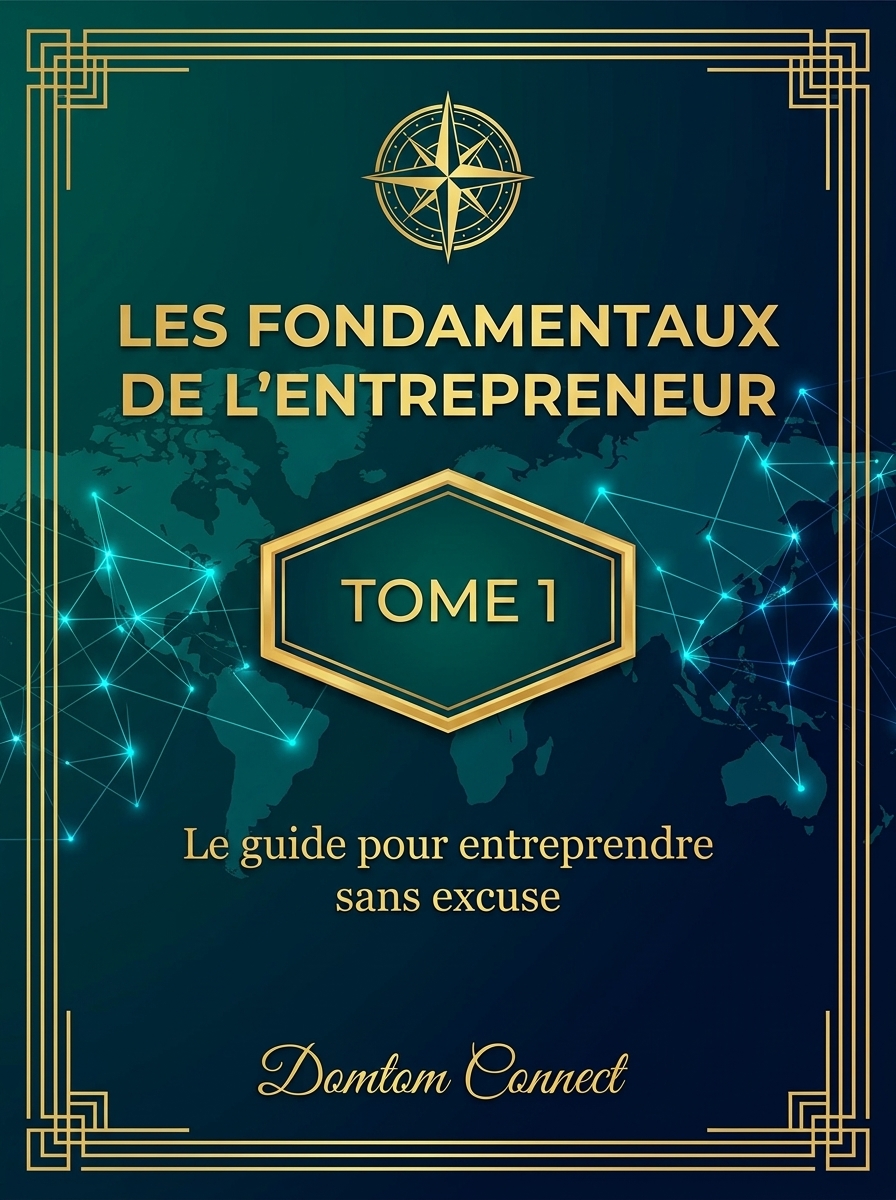 LES FONDAMENTAUX
DE L’ENTREPRENEUR
TOME 1
Le guide pour entreprendre
sans excuse
Domtom Connect